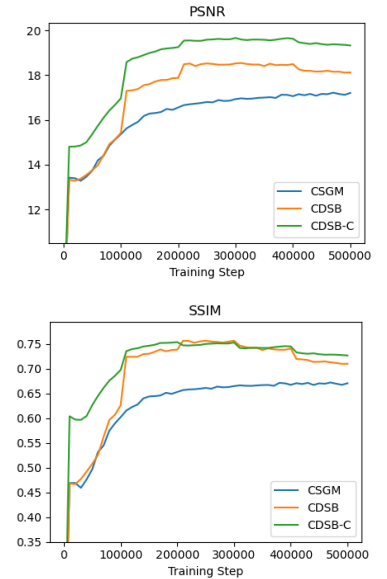 PSNR
20
18
16
14
12
CSGM
CDSB
CDSB-C
0 100000 200000 300000 400000 500000
Training Step
SSIM
0.75
0.70
0.65
0.60
0.55
0.50
0.45
0.40
0.35
CSGM
CDSB
CDSB-C
0 100000 200000 300000 400000 500000
Training Step